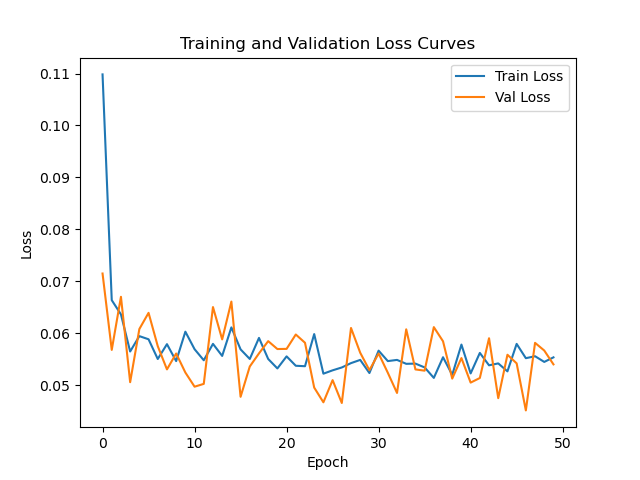 Training and Validation Loss Curves
Train Loss
Val Loss
0.11
0.10
0.09
0.08
0.07
0.06
0.05
Loss
0 10 20 30 40 50
Epoch